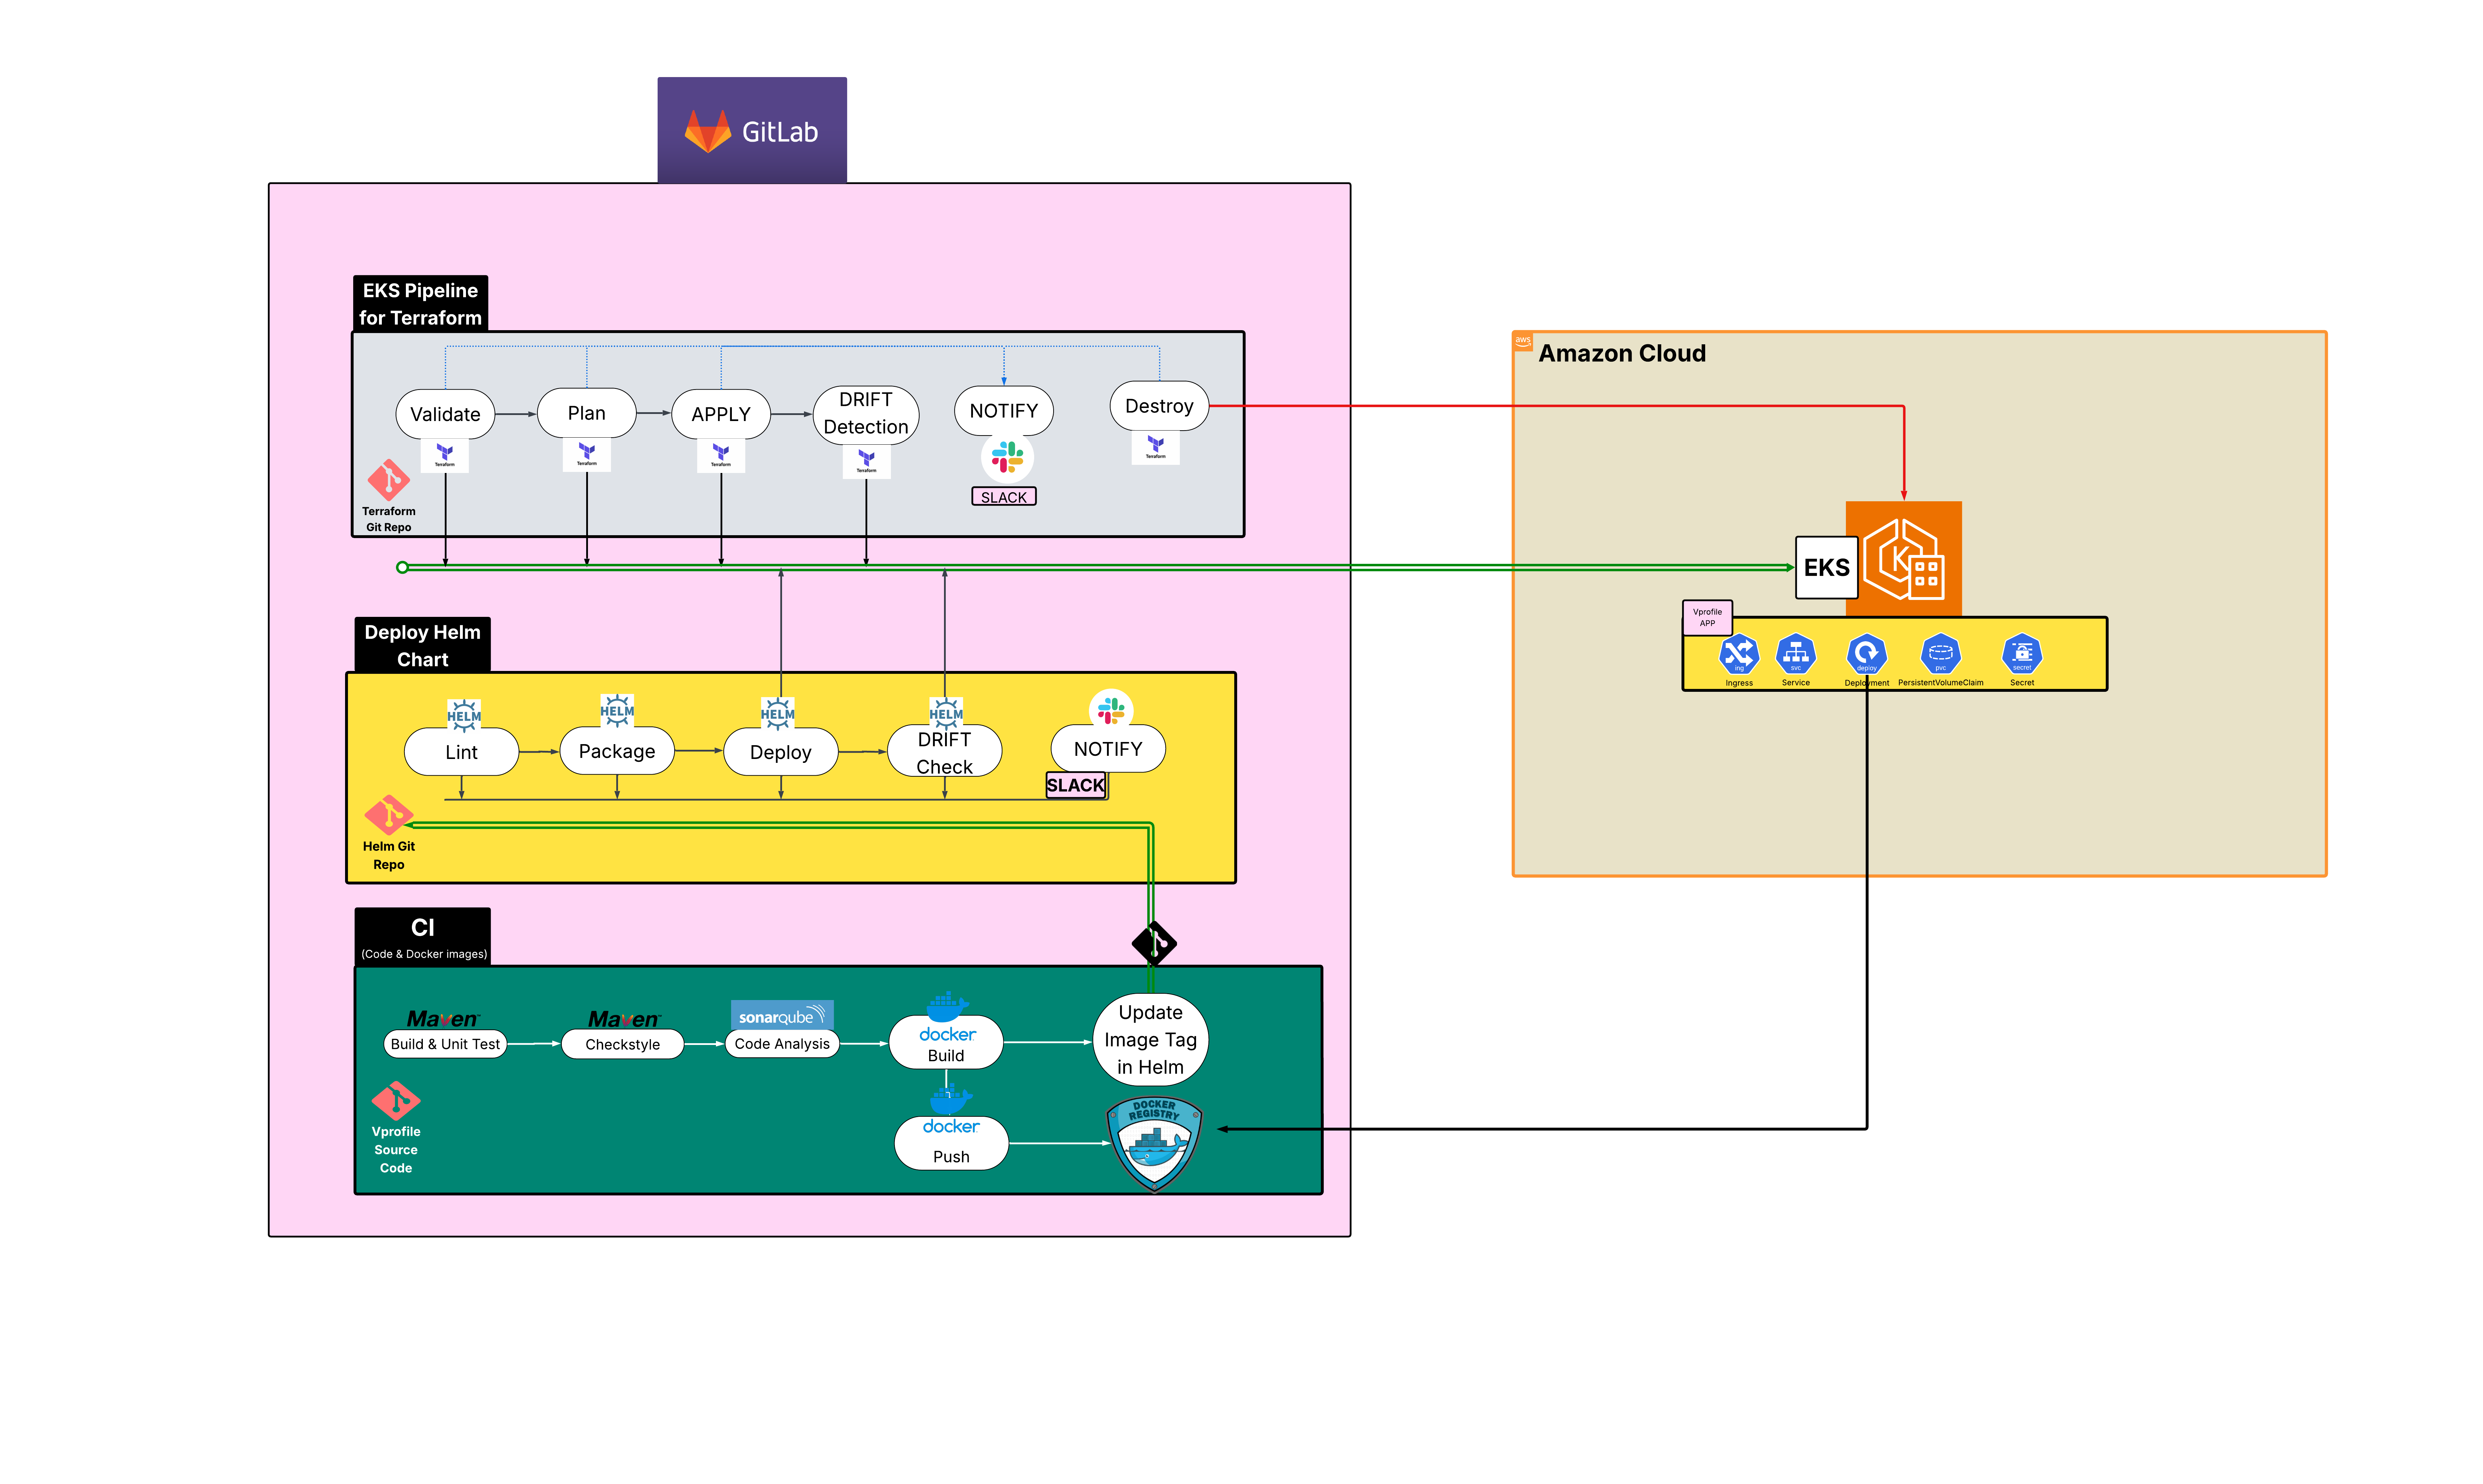 GitLab
EKS Pipeline
for Terraform
Validate
Plan
APPLY
DRIFT
Detection
NOTIFY
Destroy
Terraform
Terraform
Terraform
Terraform
Terraform
SLACK
Terraform
Git Repo
aws
Amazon Cloud
EKS
K
Vprofile
APP
ing
svc
deploy
pvc
secret
Ingress
Service
Deployment
PersistentVolumeClaim
Secret
Deploy Helm
Chart
HELM
HELM
HELM
HELM
Lint
Package
Deploy
DRIFT
Check
NOTIFY
SLACK
Helm Git
Repo
CI
(Code & Docker images)
Maven™
Maven™
sonarqube
docker
Build & Unit Test
Checkstyle
Code Analysis
Build
Update
Image Tag
in Helm
Vprofile
Source
Code
docker
Push
DOCKER
REGISTRY